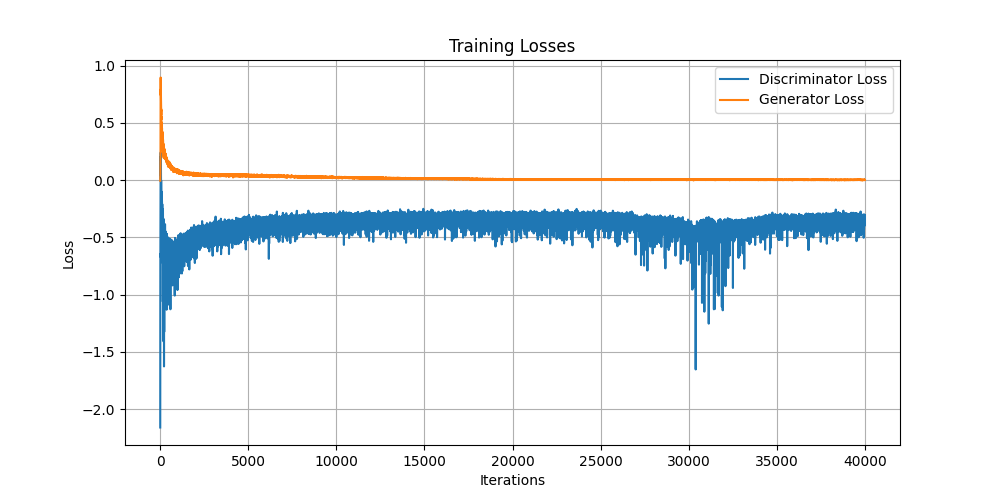 Training Losses
Discriminator Loss
Generator Loss
1.0
0.5
0.0
−0.5
−1.0
−1.5
−2.0
Loss
0 5000 10000 15000 20000 25000 30000 35000 40000
Iterations